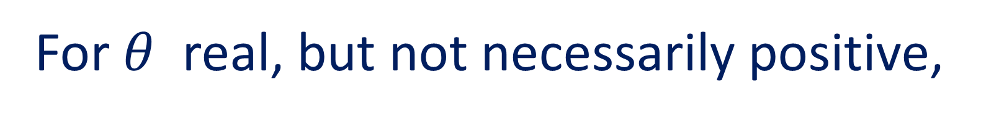 For 𝜃 real, but not necessarily positive,